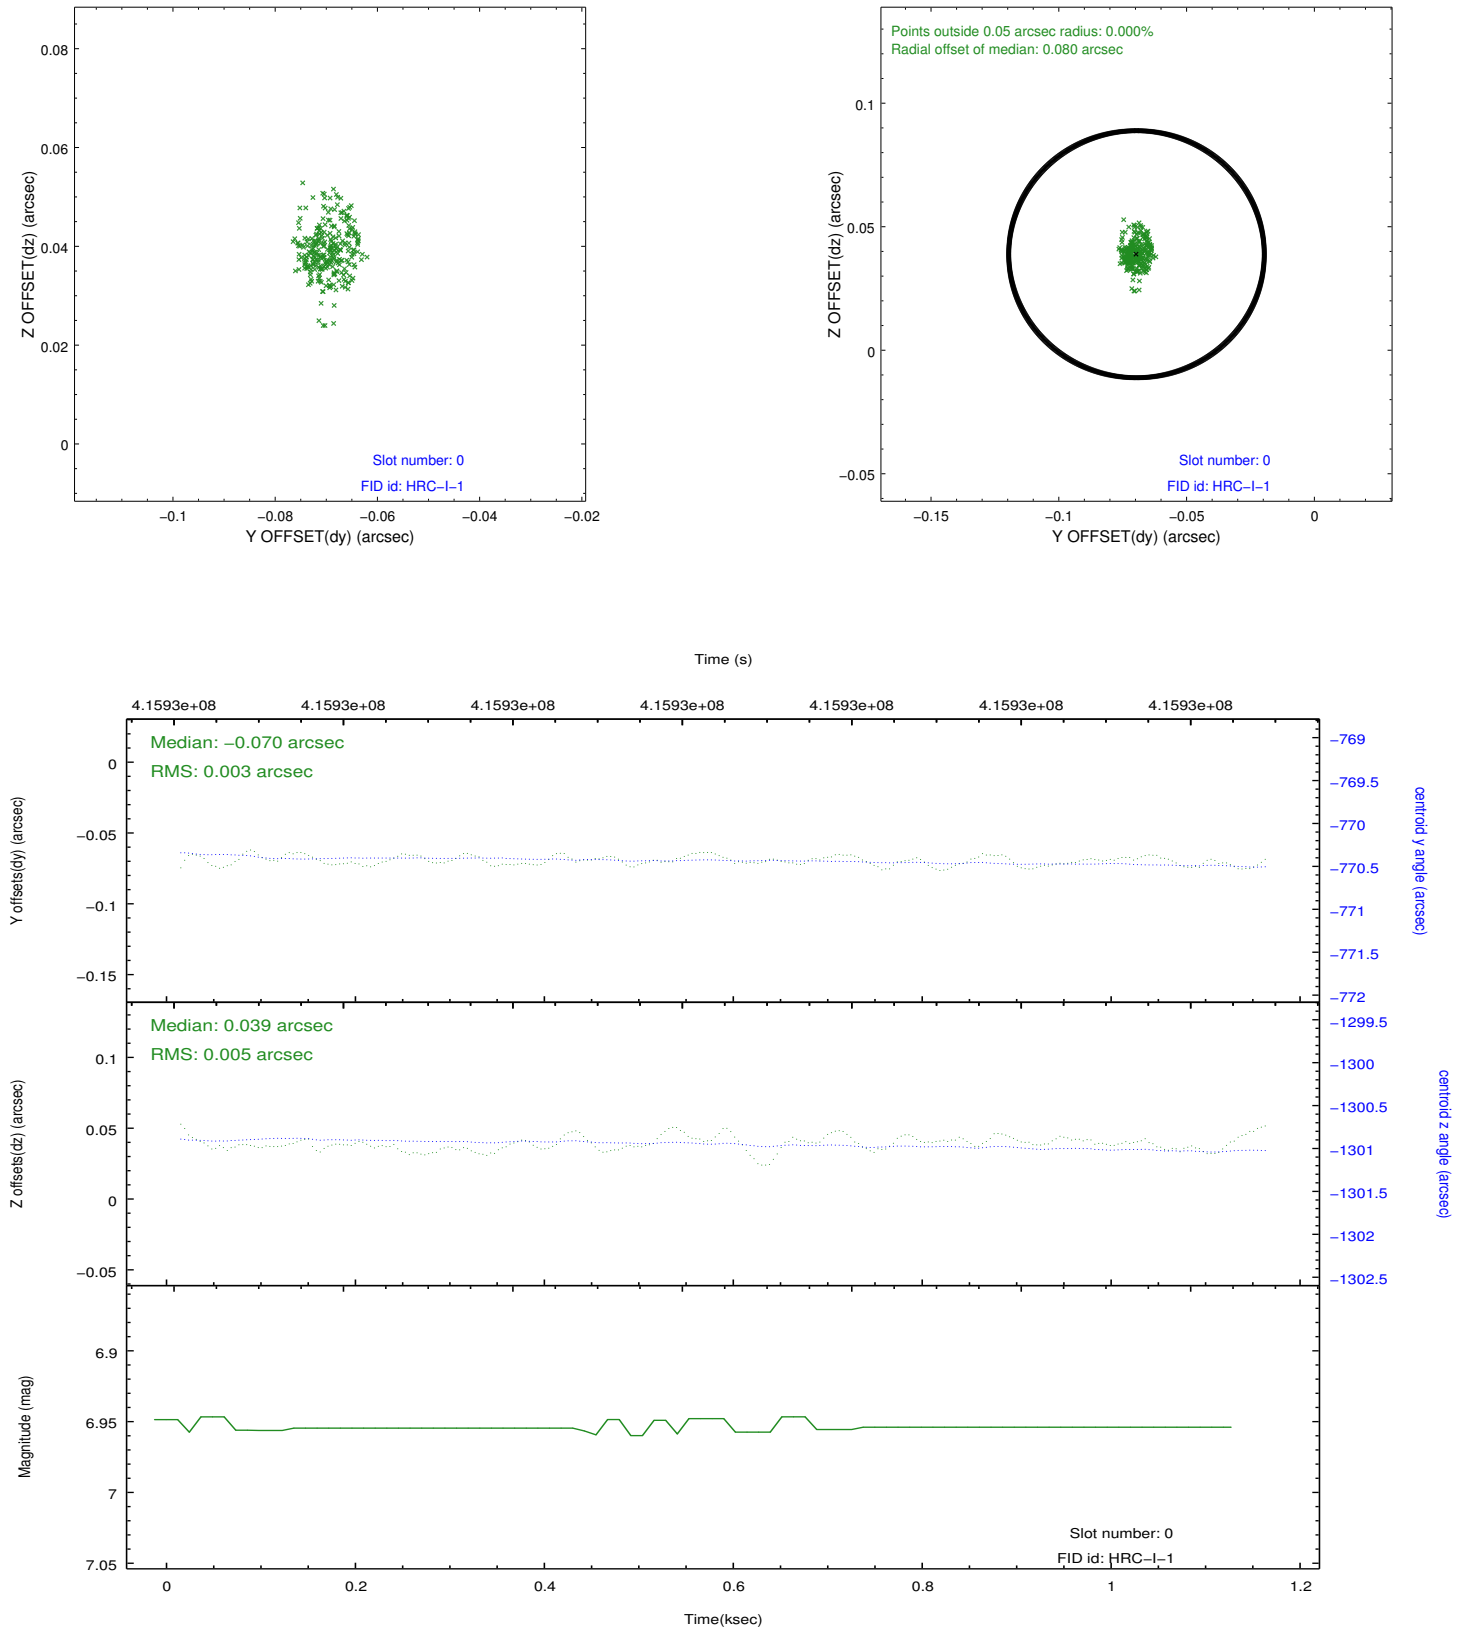 0.08
0.06
0.04
0.02
0
Z OFFSET(dz) (arcsec)
Slot number: 0
FID id: HRC−I−1
−0.1
−0.08
−0.06
−0.04
−0.02
Y OFFSET(dy) (arcsec)
Points outside 0.05 arcsec radius: 0.000%
Radial offset of median: 0.080 arcsec
0.1
0.05
0
−0.05
Z OFFSET(dz) (arcsec)
Slot number: 0
FID id: HRC−I−1
−0.15
−0.1
−0.05
0
Y OFFSET(dy) (arcsec)
Time (s)
4.1593e+08
4.1593e+08
4.1593e+08
4.1593e+08
4.1593e+08
4.1593e+08
4.1593e+08
Median: −0.070 arcsec
RMS: 0.003 arcsec
0
−0.05
−0.1
−0.15
Y offsets(dy) (arcsec)
−769
−769.5
−770
−770.5
−771
−771.5
−772
centroid y angle (arcsec)
Median: 0.039 arcsec
RMS: 0.005 arcsec
0.1
0.05
0
−0.05
Z offsets(dz) (arcsec)
−1299.5
−1300
−1300.5
−1301
−1301.5
−1302
−1302.5
centroid z angle (arcsec)
6.9
6.95
7
7.05
Magnitude (mag)
Slot number: 0
FID id: HRC−I−1
0
0.2
0.4
0.6
0.8
1
1.2
Time(ksec)